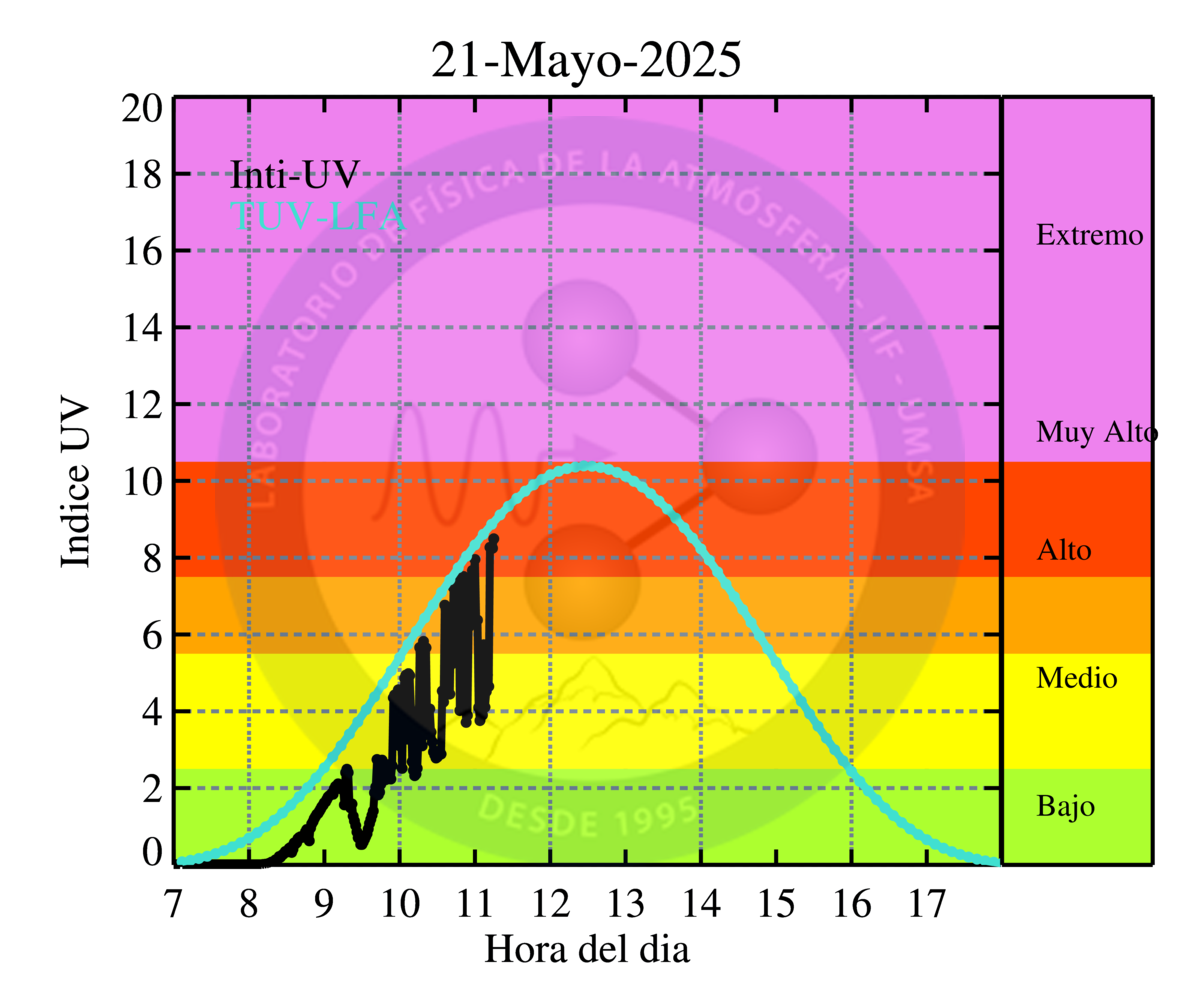 21-Mayo-2025
20
18
16
14
12
10
8
6
4
2
0
Indice UV
Inti-UV
TUV-LFA
LABORATORIO DE FÍSICA DE LA ATMÓSFERA - IIF - UMSA
DESDE 1995
Extremo
Muy Alto
Alto
Medio
Bajo
7 8 9 10 11 12 13 14 15 16 17
Hora del dia